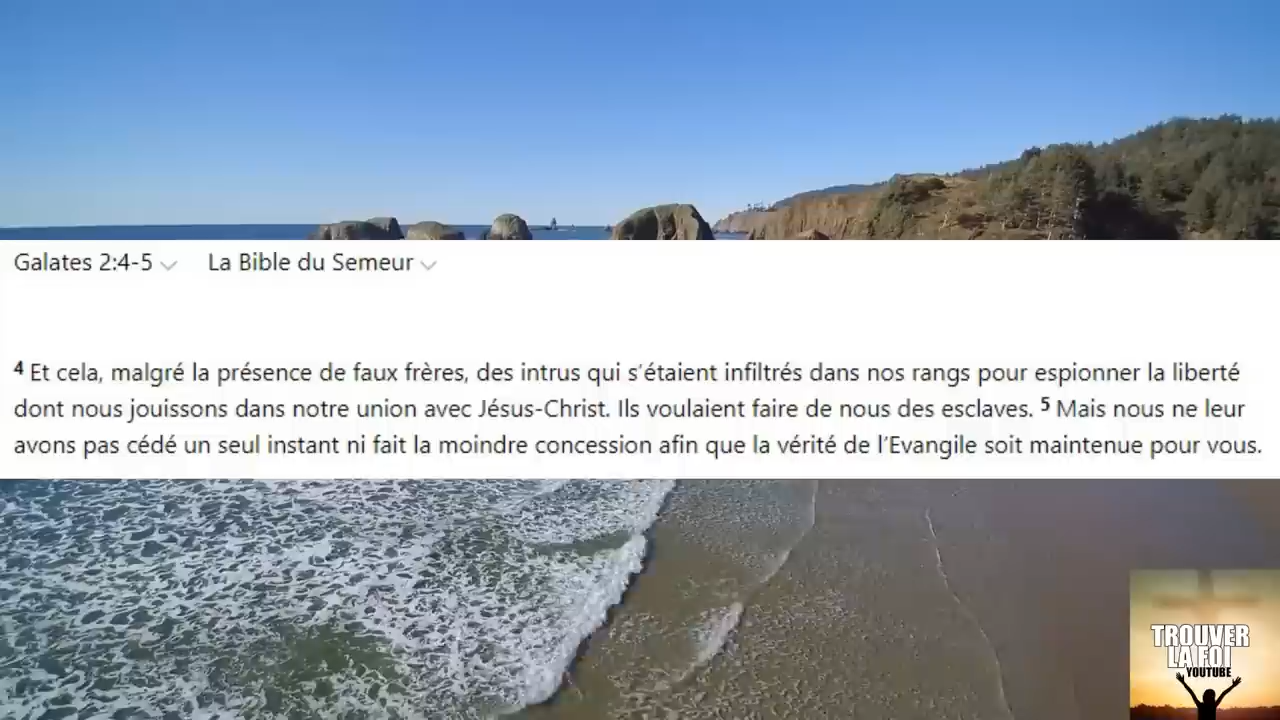 Galates 2:4-5 La Bible du Semeur
4 Et cela, malgré la présence de faux frères, des intrus qui s’étaient infiltrés dans nos rangs pour espionner la liberté
dont nous jouissons dans notre union avec Jésus-Christ. Ils voulaient faire de nous des esclaves. 5 Mais nous ne leur
avons pas cédé un seul instant ni fait la moindre concession afin que la vérité de l’Evangile soit maintenue pour vous.
TROUVER
LA FOI
YOUTUBE